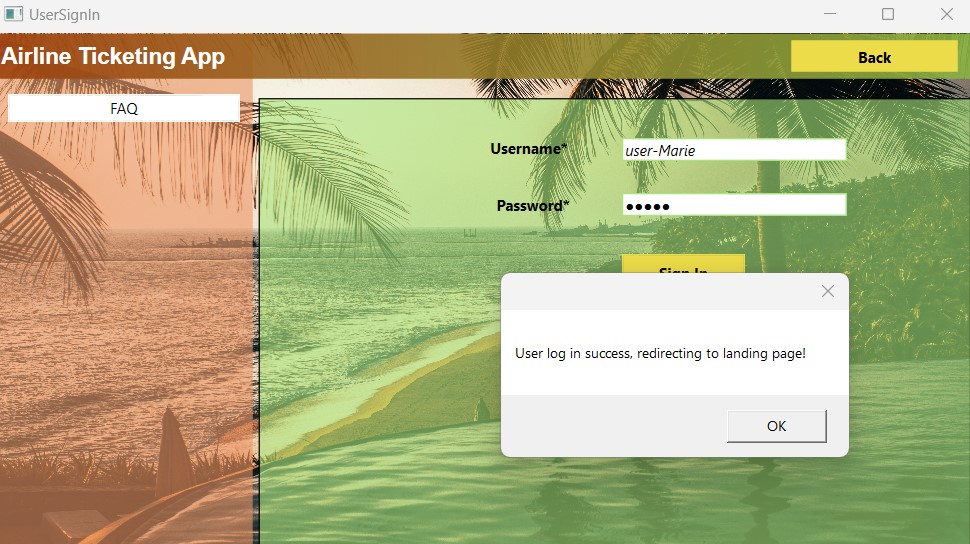 UserSignIn
Airline Ticketing App
Back
FAQ
Username*
user-Marie
Password*
●●●●●
Sign In
User log in success, redirecting to landing page!
OK